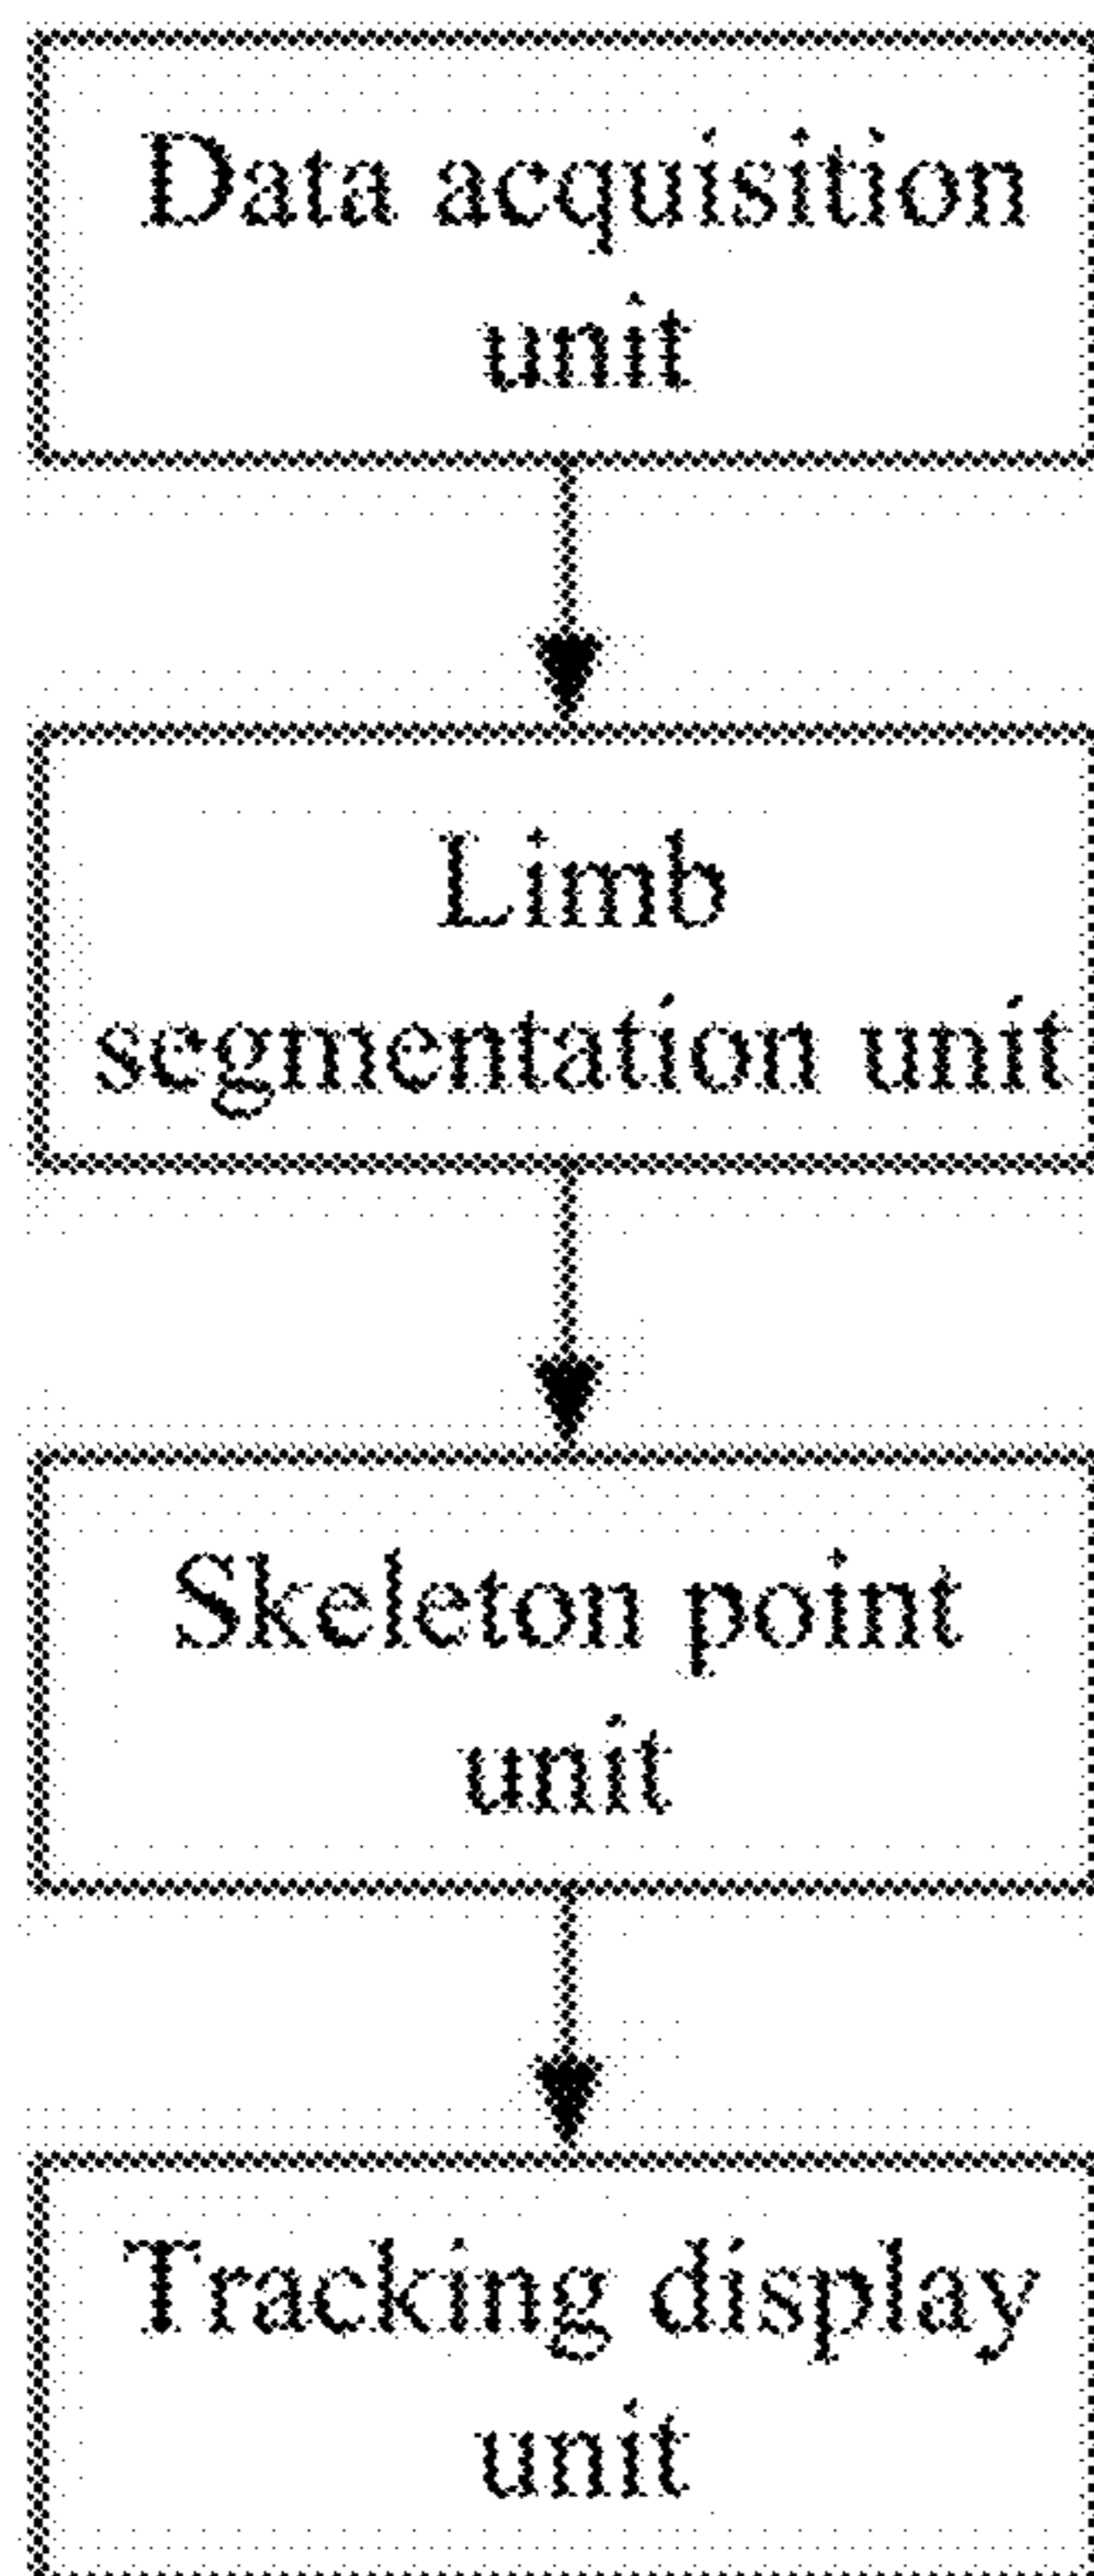 Data acquisition
unit
Limb
segmentation unit
Skeleton point
unit
Tracking display
unit